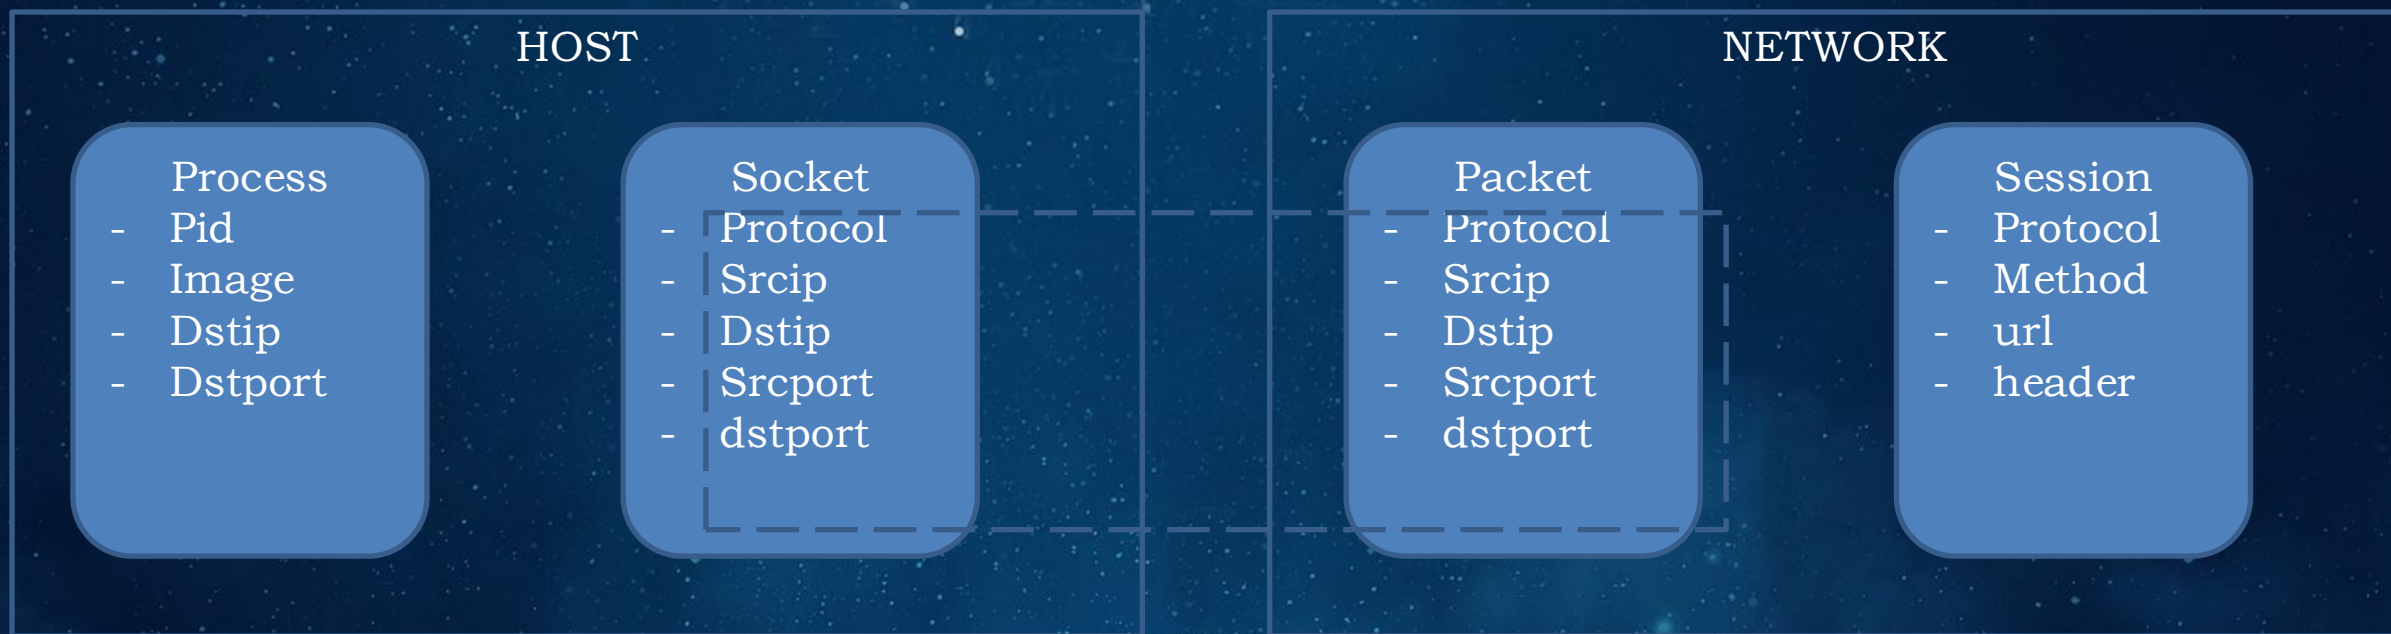 HOST
Process
- Pid
- Image
- Dstip
- Dstport
Socket
- Protocol
- Srcip
- Dstip
- Srcport
- dstport
NETWORK
Packet
- Protocol
- Srcip
- Dstip
- Srcport
- dstport
Session
- Protocol
- Method
- url
- header